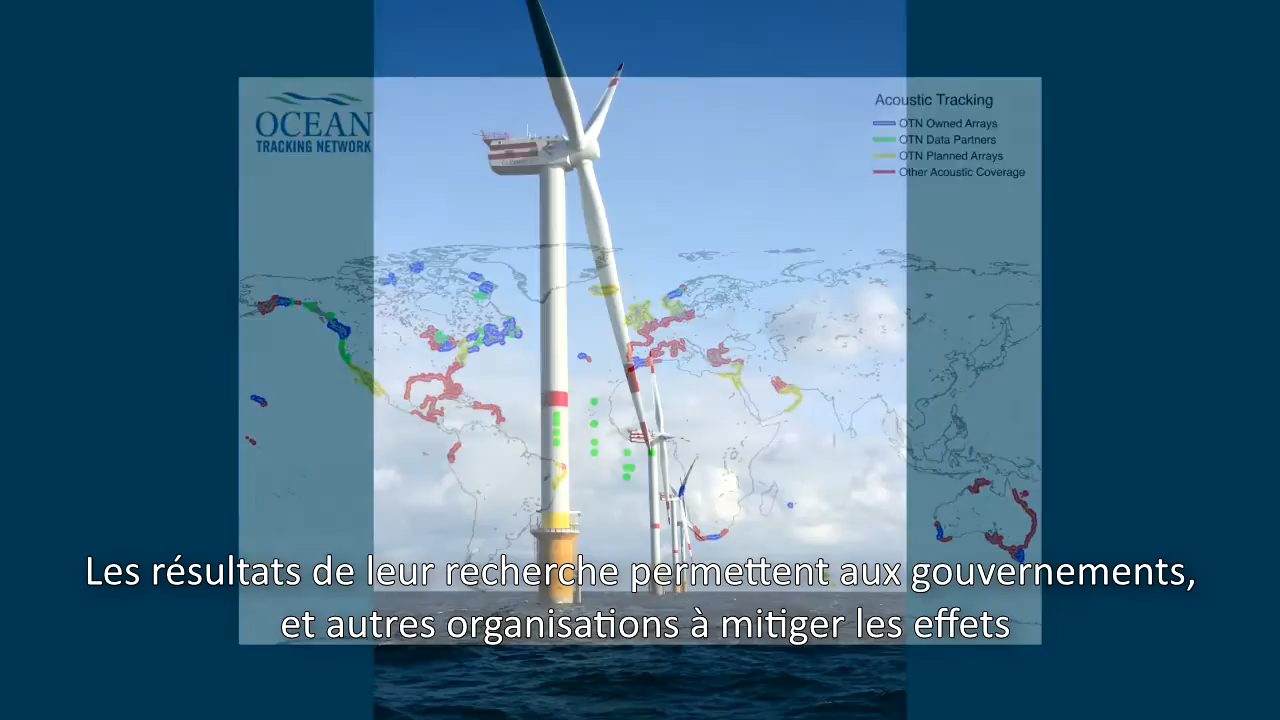 OCEAN
TRACKING NETWORK
Acoustic Tracking
OTN Owned Arrays
OTN Data Partners
OTN Planned Arrays
Other Acoustic Coverage
Les résultats de leur recherche permettent aux gouvernements,
et autres organisations à mitiger les effets